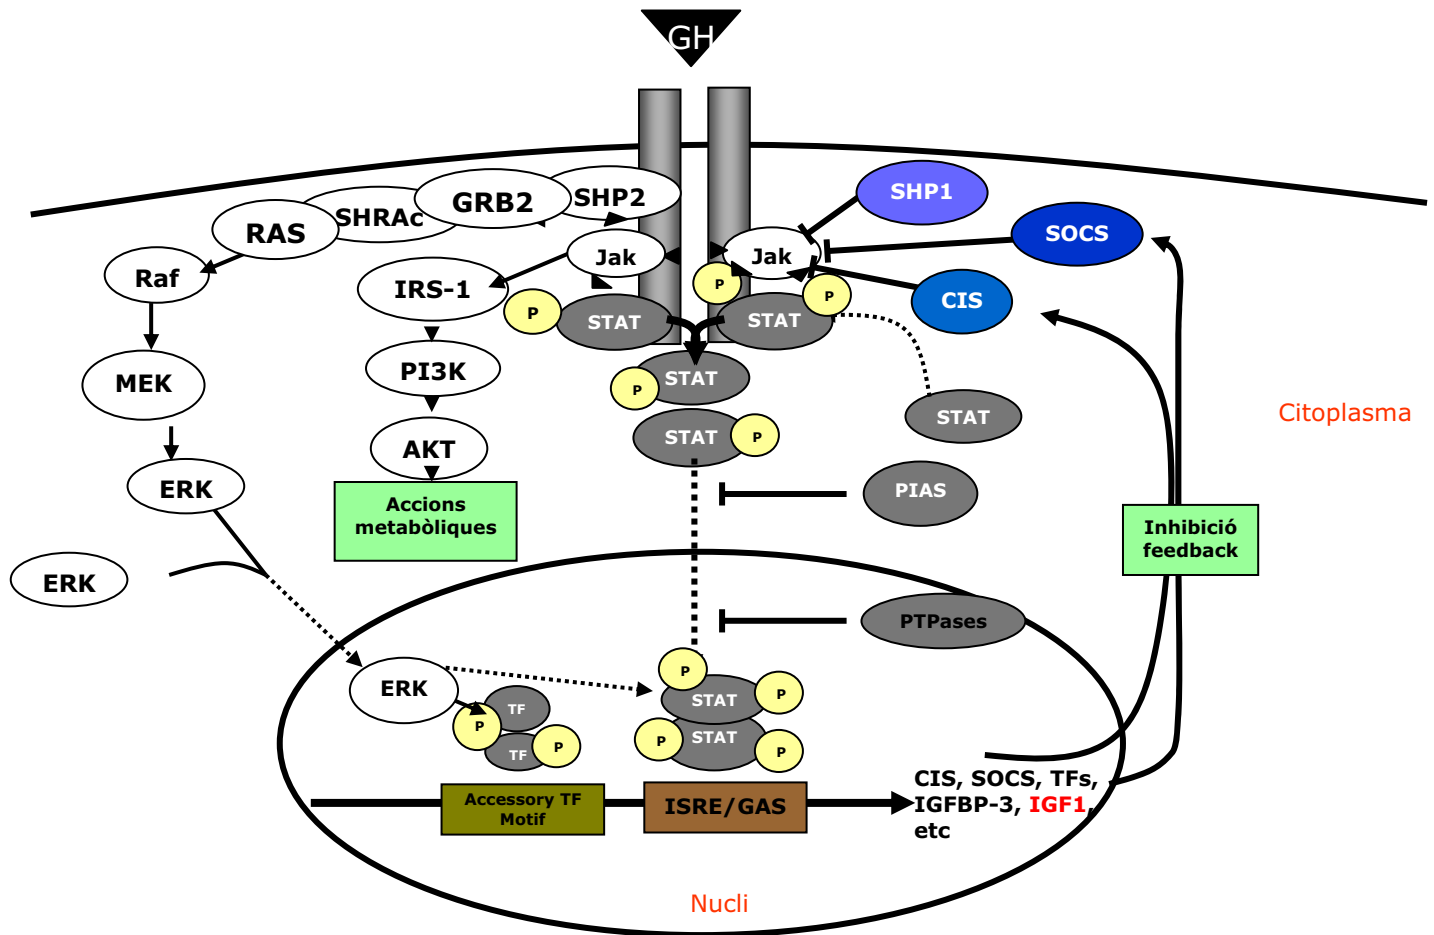 GH
SHP1
SHP2
GRB2
SHRAc
RAS
SOCS
Jak
Jak
Raf
IRS-1
P
P
CIS
P
STAT
STAT
PI3K
STAT
MEK
P
STAT
Citoplasma
STAT
P
AKT
ERK
PIAS
Accions
metabòliques
Inhibició
feedback
ERK
PTPases
P
ERK
STAT
P
TF
P
STAT
P
TF
P
P
CIS, SOCS, TFs,
IGFBP-3, IGF1,
etc
Accessory TF
Motif
ISRE/GAS
Nucli